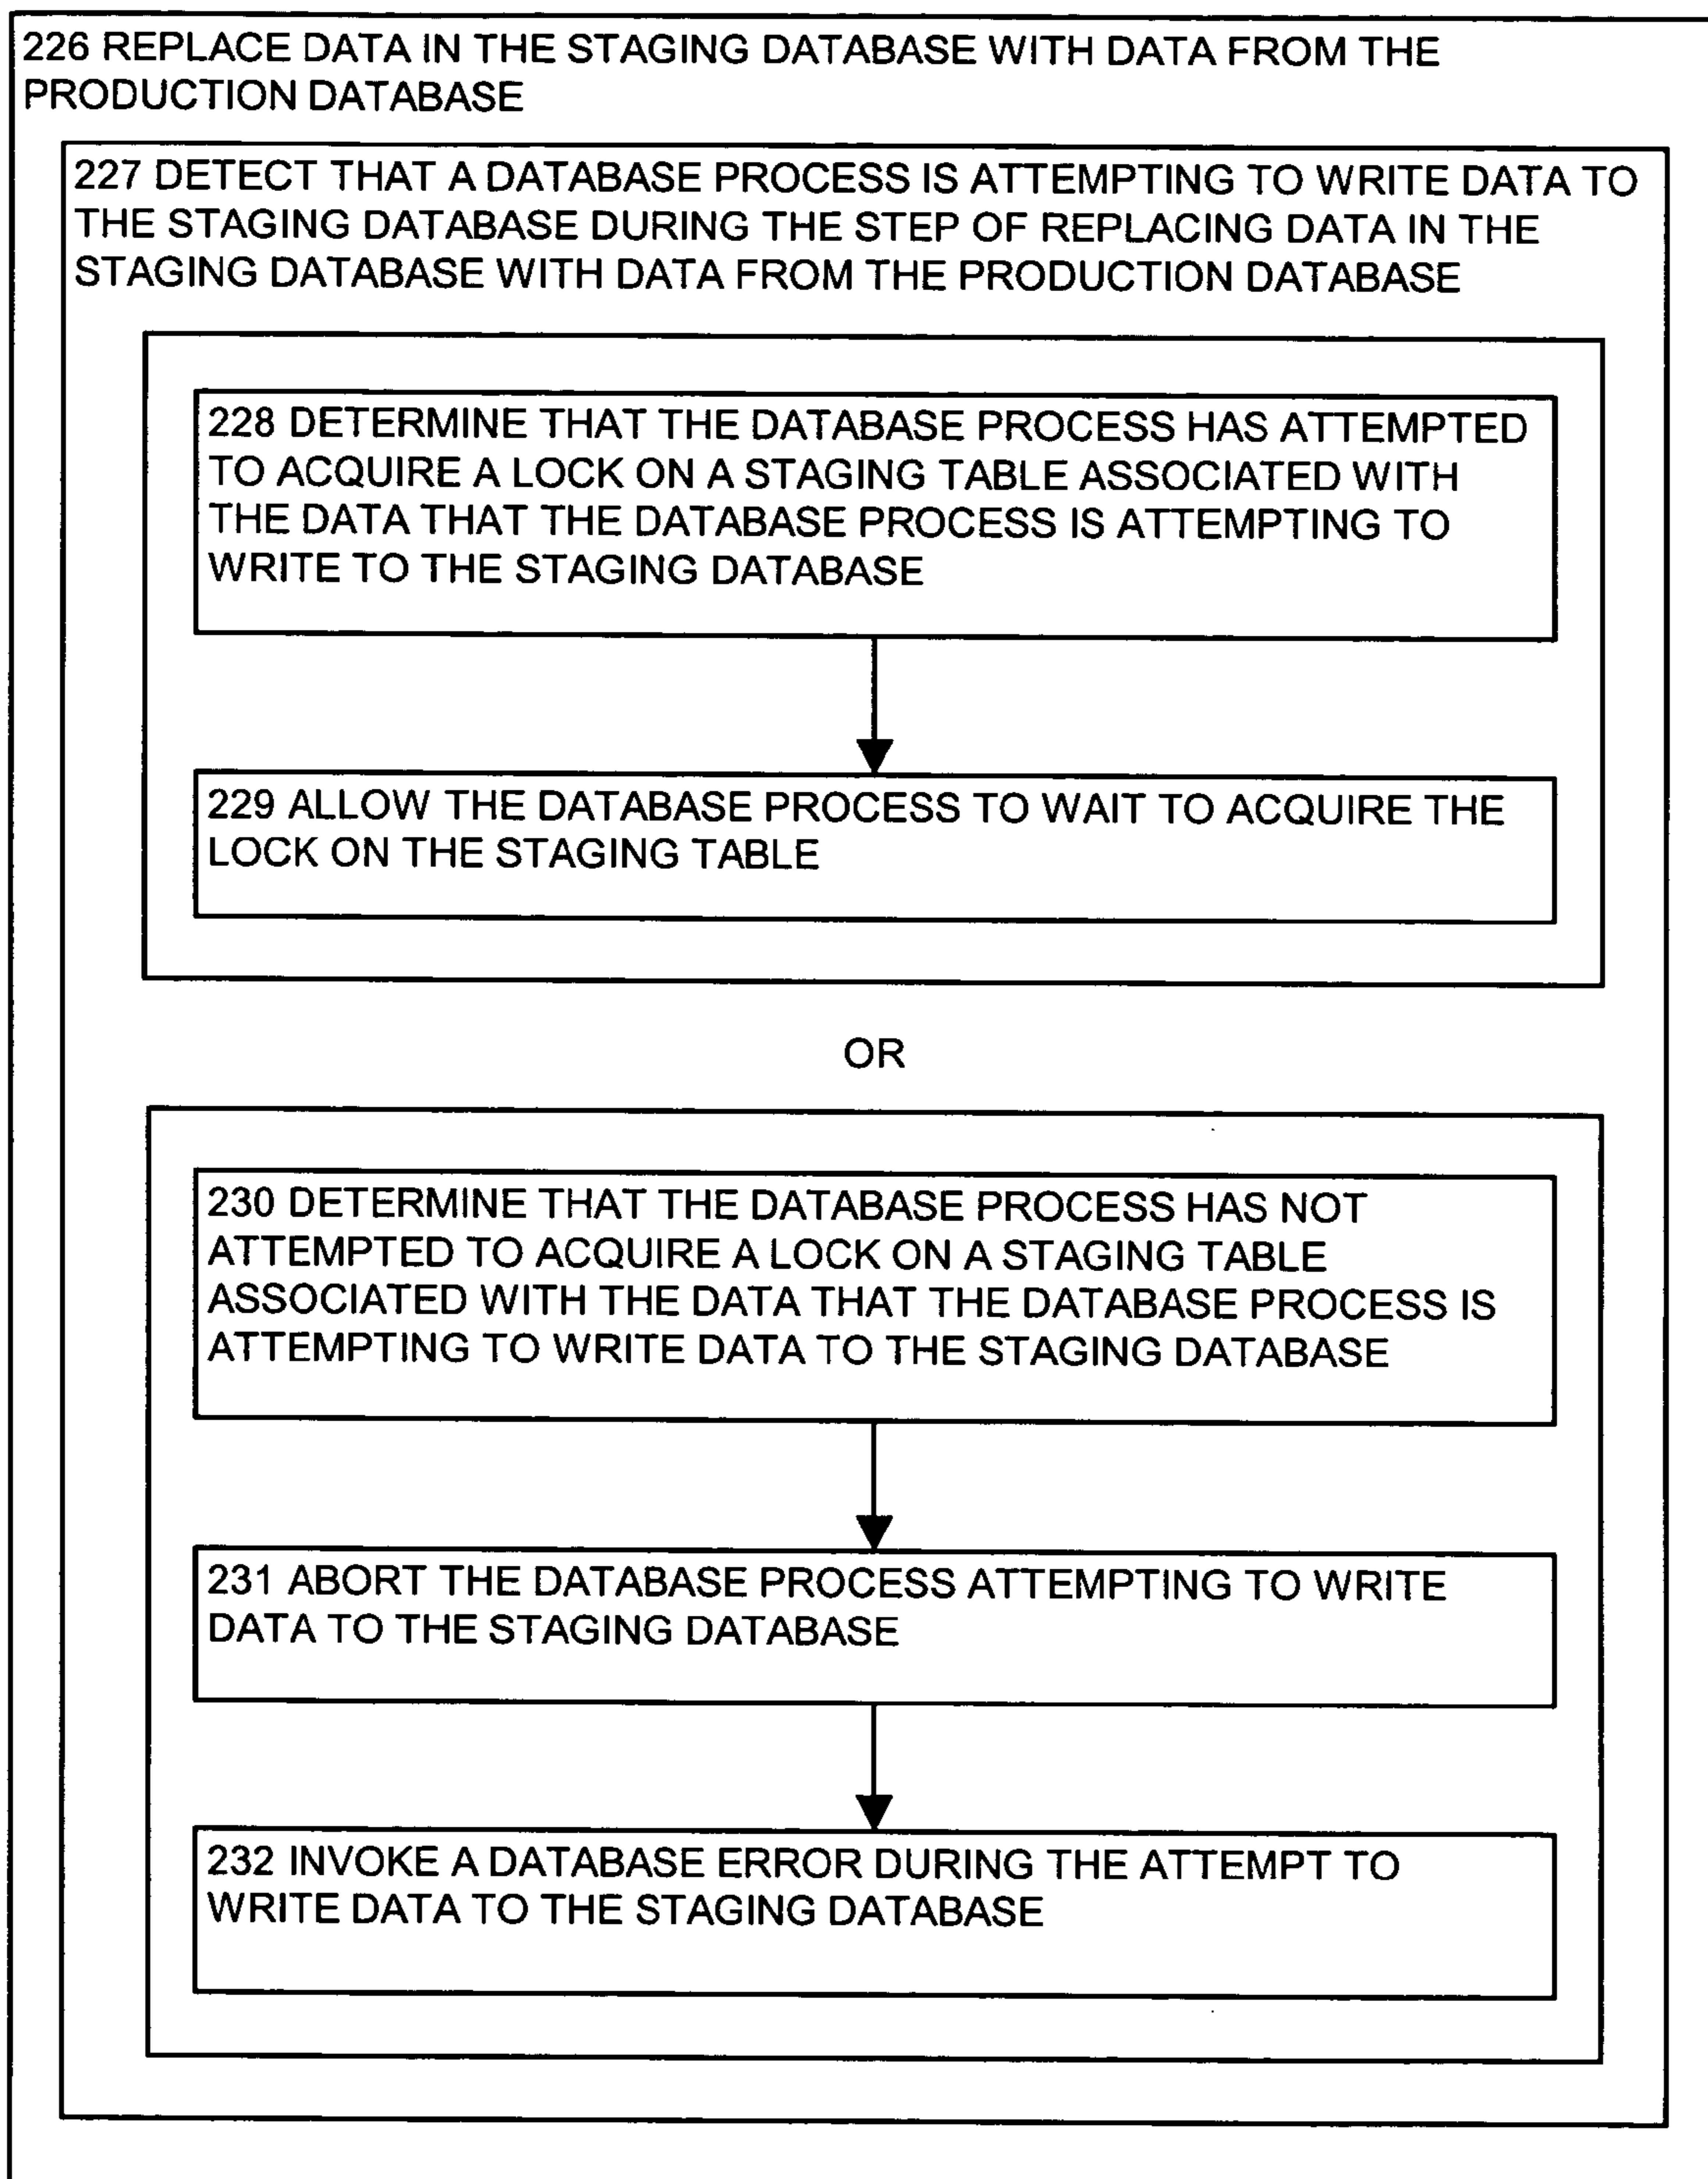 226 REPLACE DATA IN THE STAGING DATABASE WITH DATA FROM THE
PRODUCTION DATABASE
227 DETECT THAT A DATABASE PROCESS IS ATTEMPTING TO WRITE DATA TO
THE STAGING DATABASE DURING THE STEP OF REPLACING DATA IN THE
STAGING DATABASE WITH DATA FROM THE PRODUCTION DATABASE
228 DETERMINE THAT THE DATABASE PROCESS HAS ATTEMPTED
TO ACQUIRE A LOCK ON A STAGING TABLE ASSOCIATED WITH
THE DATA THAT THE DATABASE PROCESS IS ATTEMPTING TO
WRITE TO THE STAGING DATABASE
229 ALLOW THE DATABASE PROCESS TO WAIT TO ACQUIRE THE
LOCK ON THE STAGING TABLE
OR
230 DETERMINE THAT THE DATABASE PROCESS HAS NOT
ATTEMPTED TO ACQUIRE A LOCK ON A STAGING TABLE
ASSOCIATED WITH THE DATA THAT THE DATABASE PROCESS IS
ATTEMPTING TO WRITE DATA TO THE STAGING DATABASE
231 ABORT THE DATABASE PROCESS ATTEMPTING TO WRITE
DATA TO THE STAGING DATABASE
232 INVOKE A DATABASE ERROR DURING THE ATTEMPT TO
WRITE DATA TO THE STAGING DATABASE